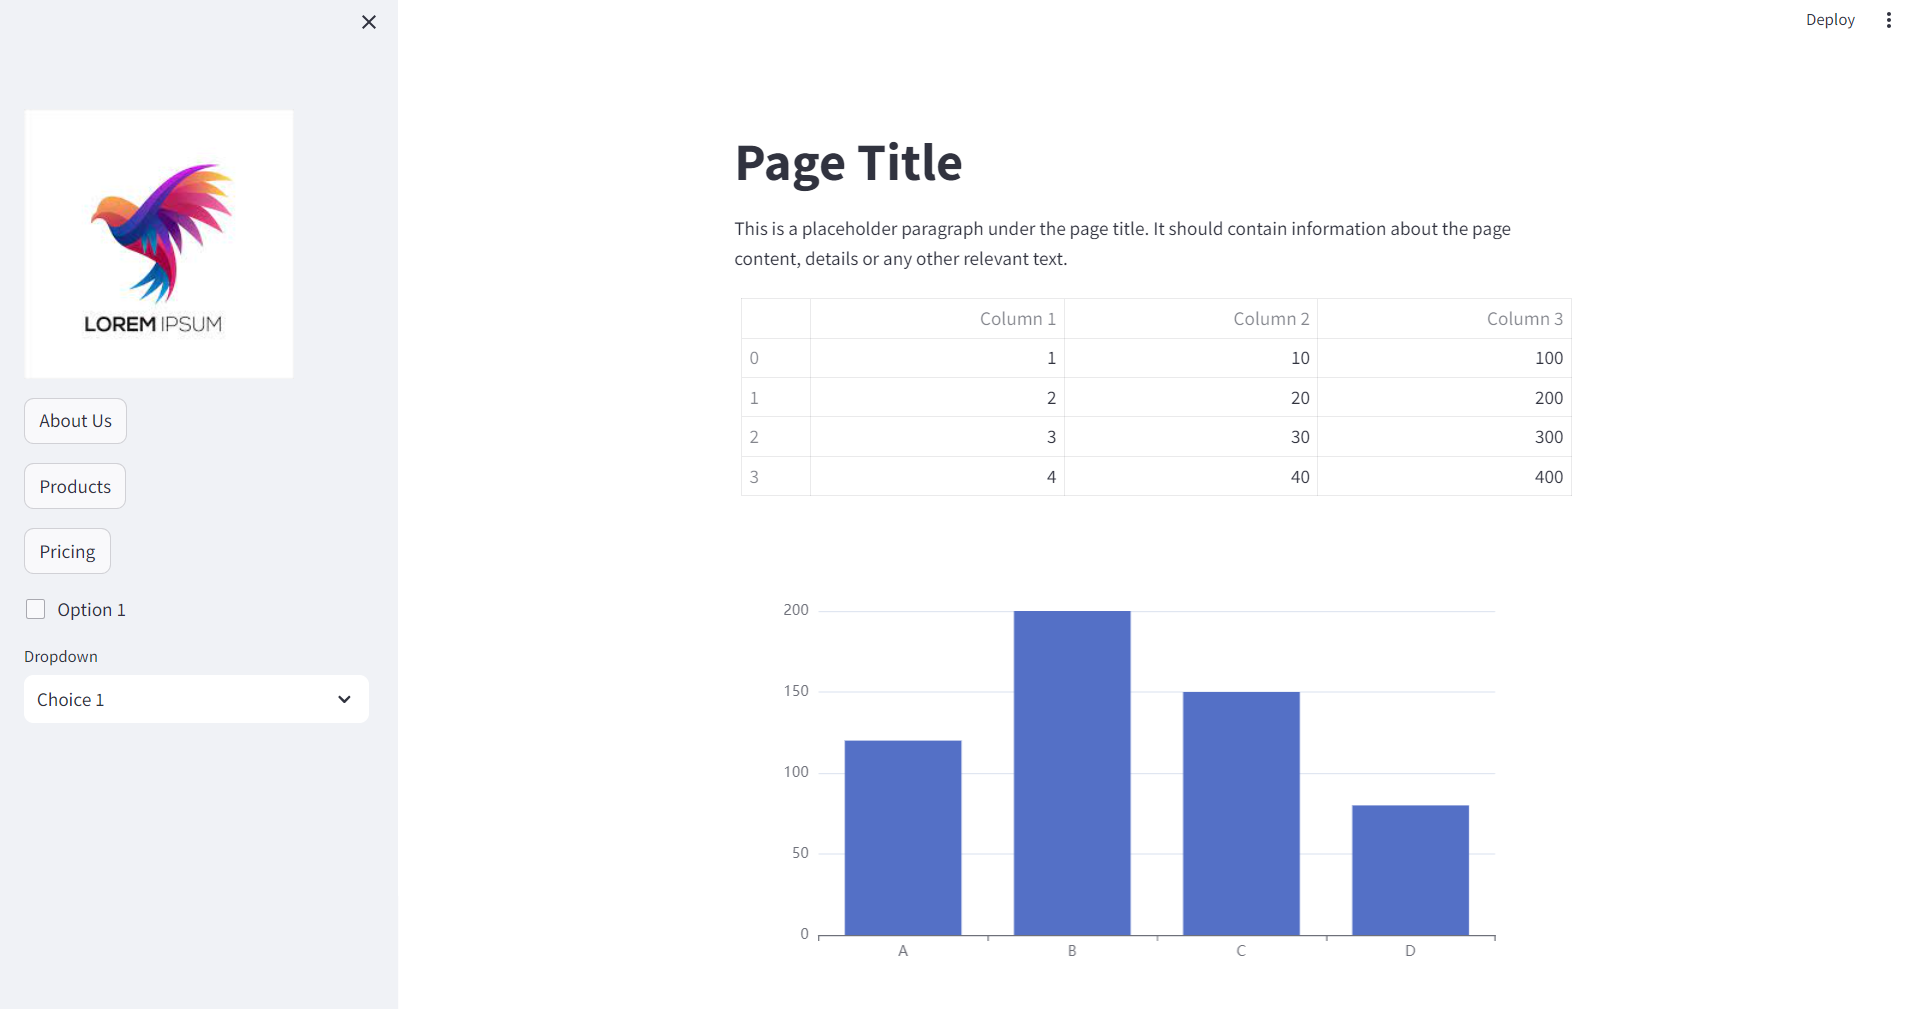 Deploy
LOREM IPSUM
About Us
Products
Pricing
Option 1
Dropdown
Choice 1
Page Title
This is a placeholder paragraph under the page title. It should contain information about the page
content, details or any other relevant text.
Column 1 Column 2 Column 3
0 1 10 100
1 2 20 200
2 3 30 300
3 4 40 400
200
150
100
50
0
A B C D